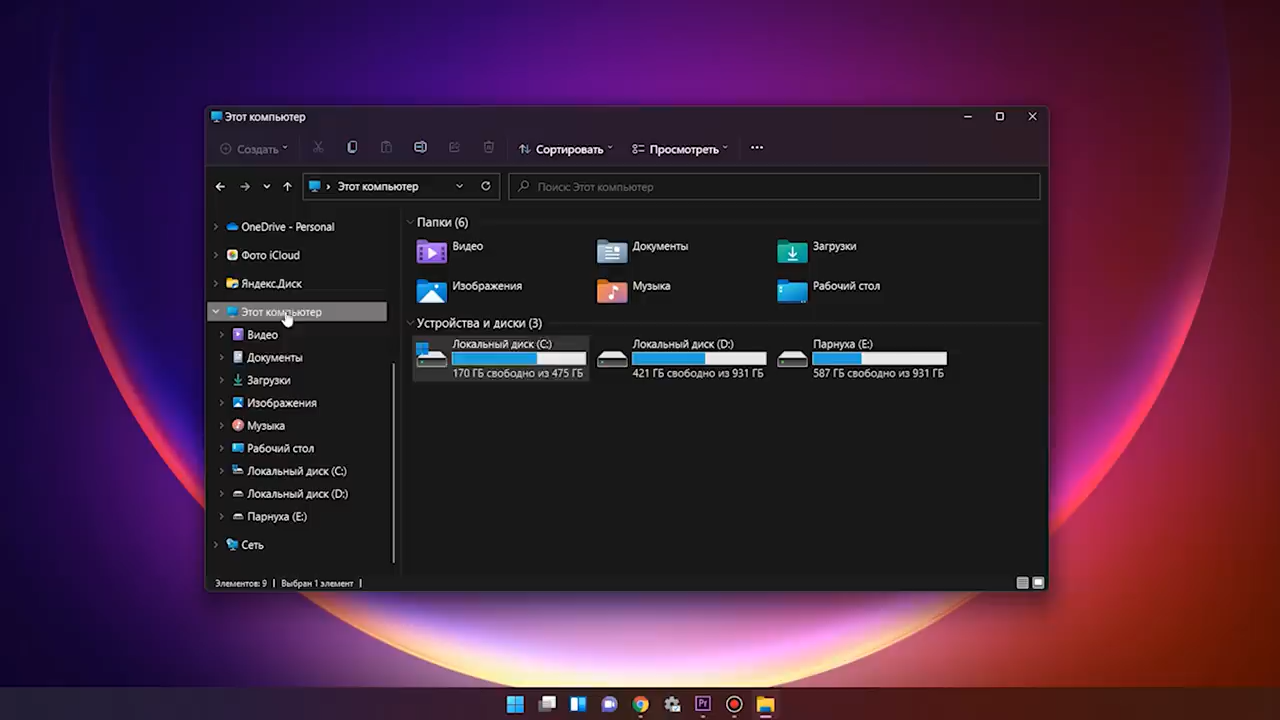 Этот компьютер
Создать
Сортировать
Просмотреть
Этот компьютер
Поиск: Этот компьютер
OneDrive - Personal
Фото iCloud
Яндекс.Диск
Этот компьютер
Видео
Документы
Загрузки
Изображения
Музыка
Рабочий стол
Локальный диск (C:)
Локальный диск (D:)
Парнуха (E:)
Сеть
Папки (6)
Видео
Документы
Загрузки
Изображения
Музыка
Рабочий стол
Устройства и диски (3)
Локальный диск (C:)
170 ГБ свободно из 475 ГБ
Локальный диск (D:)
421 ГБ свободно из 931 ГБ
Парнуха (E:)
587 ГБ свободно из 931 ГБ
Элементов: 9
Выбран 1 элемент
Pr